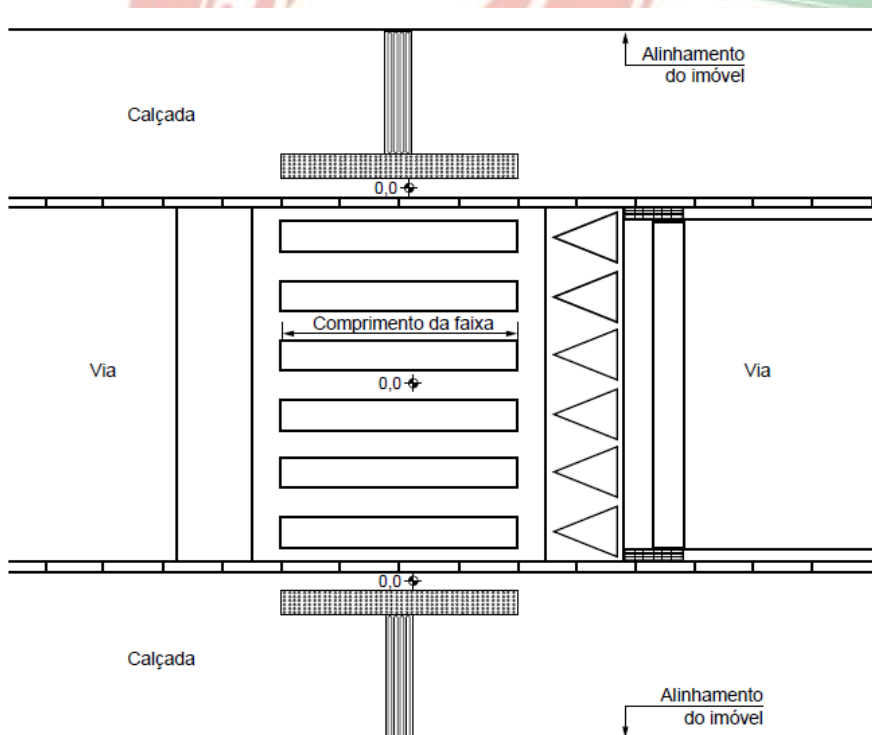 Alinhamento
do imóvel
Calçada
0,0
Comprimento da faixa
Via
0,0
Via
0,0
Calçada
Alinhamento
do imóvel